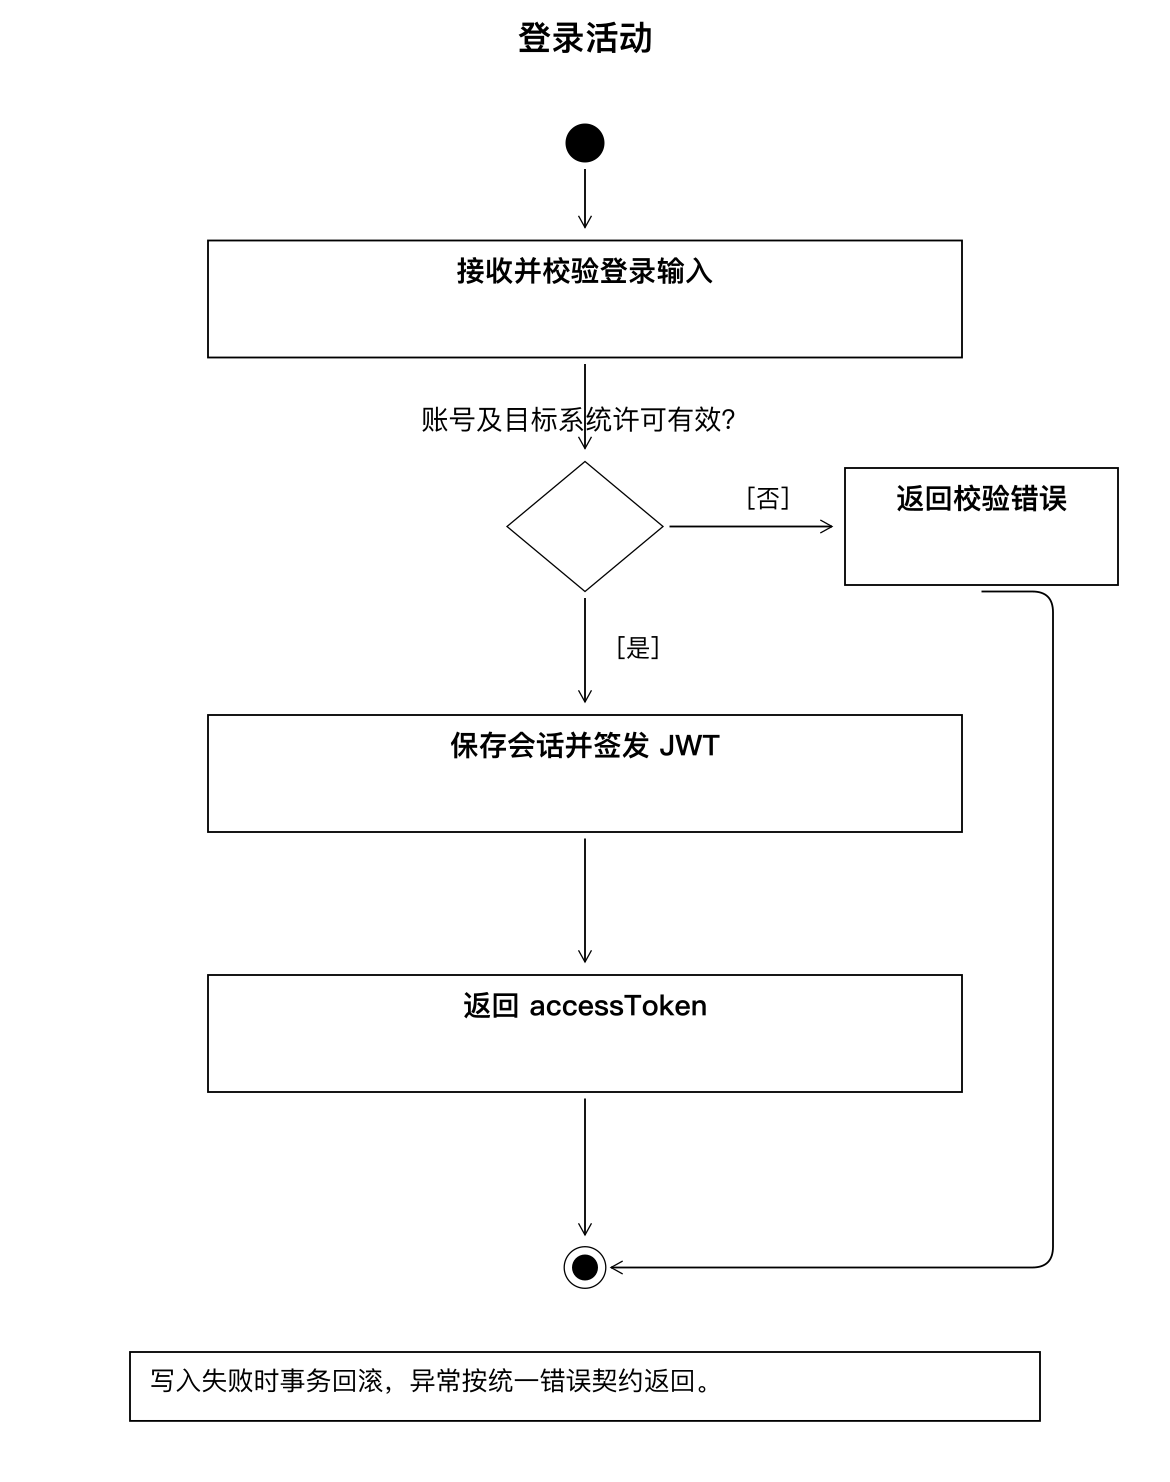 登录活动
接收并校验登录输入
账号及目标系统许可有效?
[否]
返回校验错误
[是]
保存会话并签发 JWT
返回 accessToken
写入失败时事务回滚，异常按统一错误契约返回。